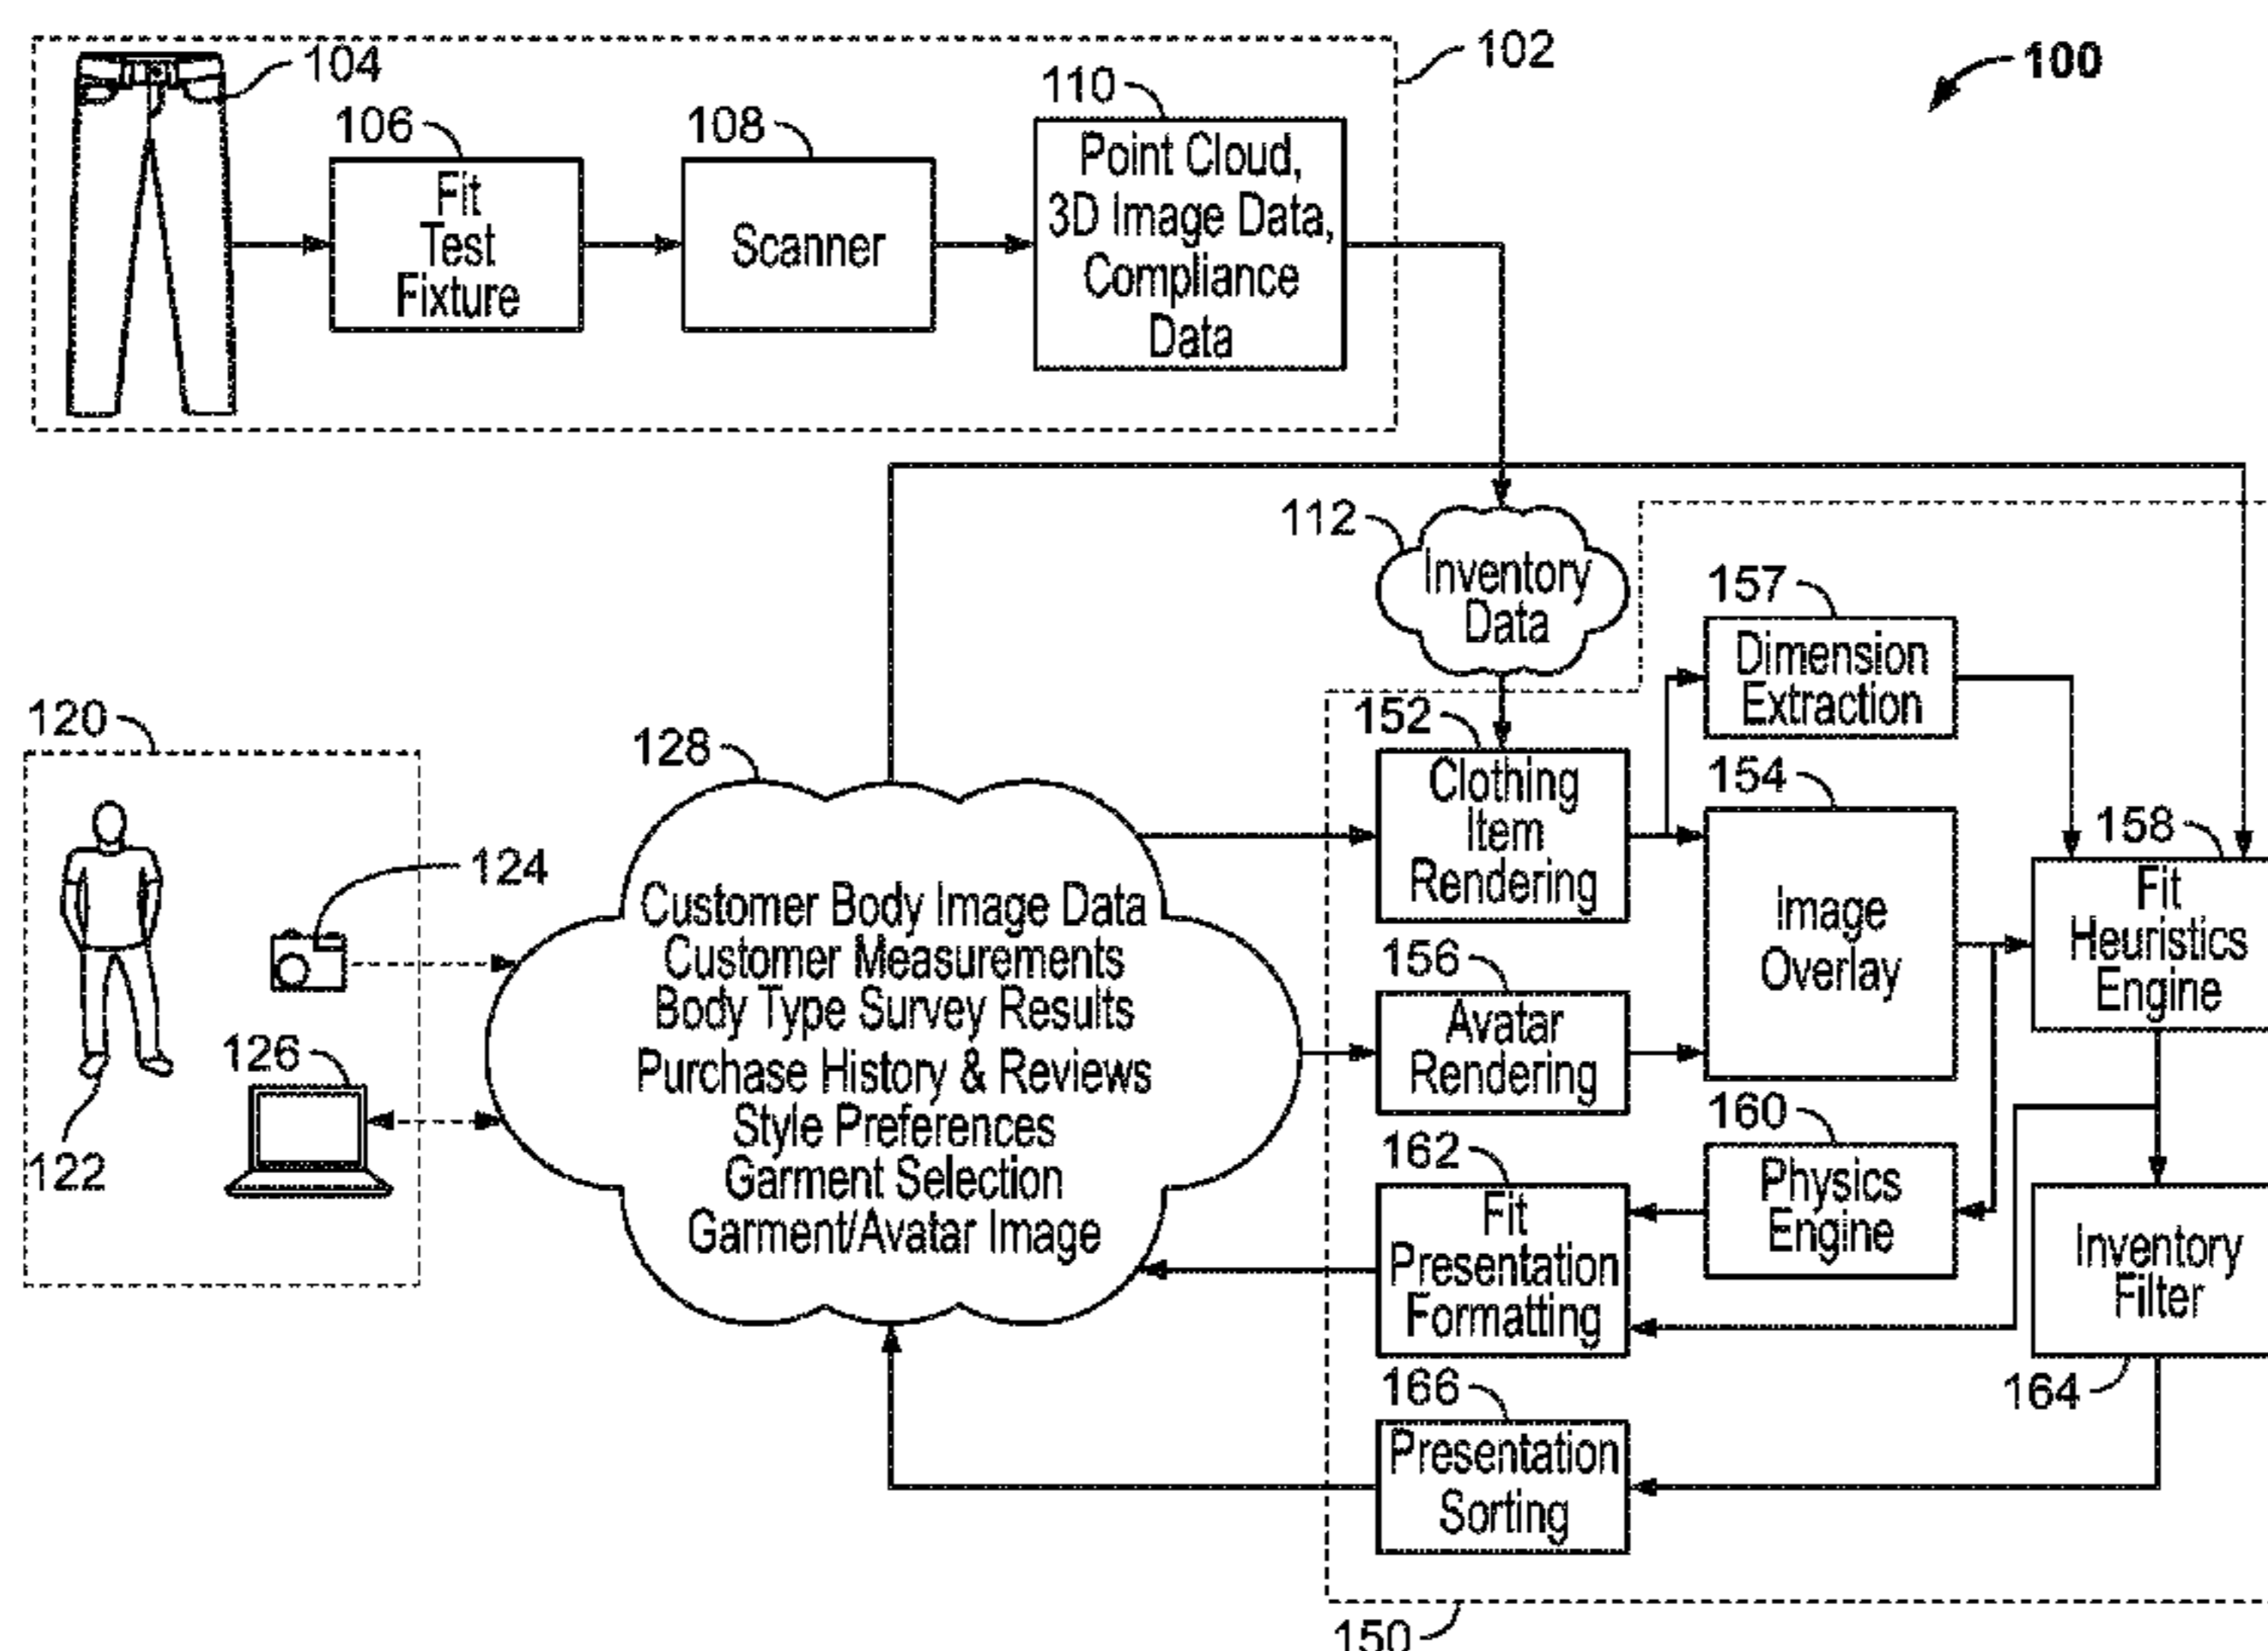 100
102
104
106
Fit
Test
Fixture
108
Scanner
110
Point Cloud,
3D Image Data,
Compliance
Data
112
Inventory
Data
120
122
124
126
128
Customer Body Image Data
Customer Measurements
Body Type Survey Results
Purchase History & Reviews
Style Preferences
Garment Selection
Garment/Avatar Image
152
Clothing
Item
Rendering
157
Dimension
Extraction
154
Image
Overlay
158
Fit
Heuristics
Engine
156
Avatar
Rendering
160
Physics
Engine
162
Fit
Presentation
Formatting
Inventory
Filter
164
166
Presentation
Sorting
150